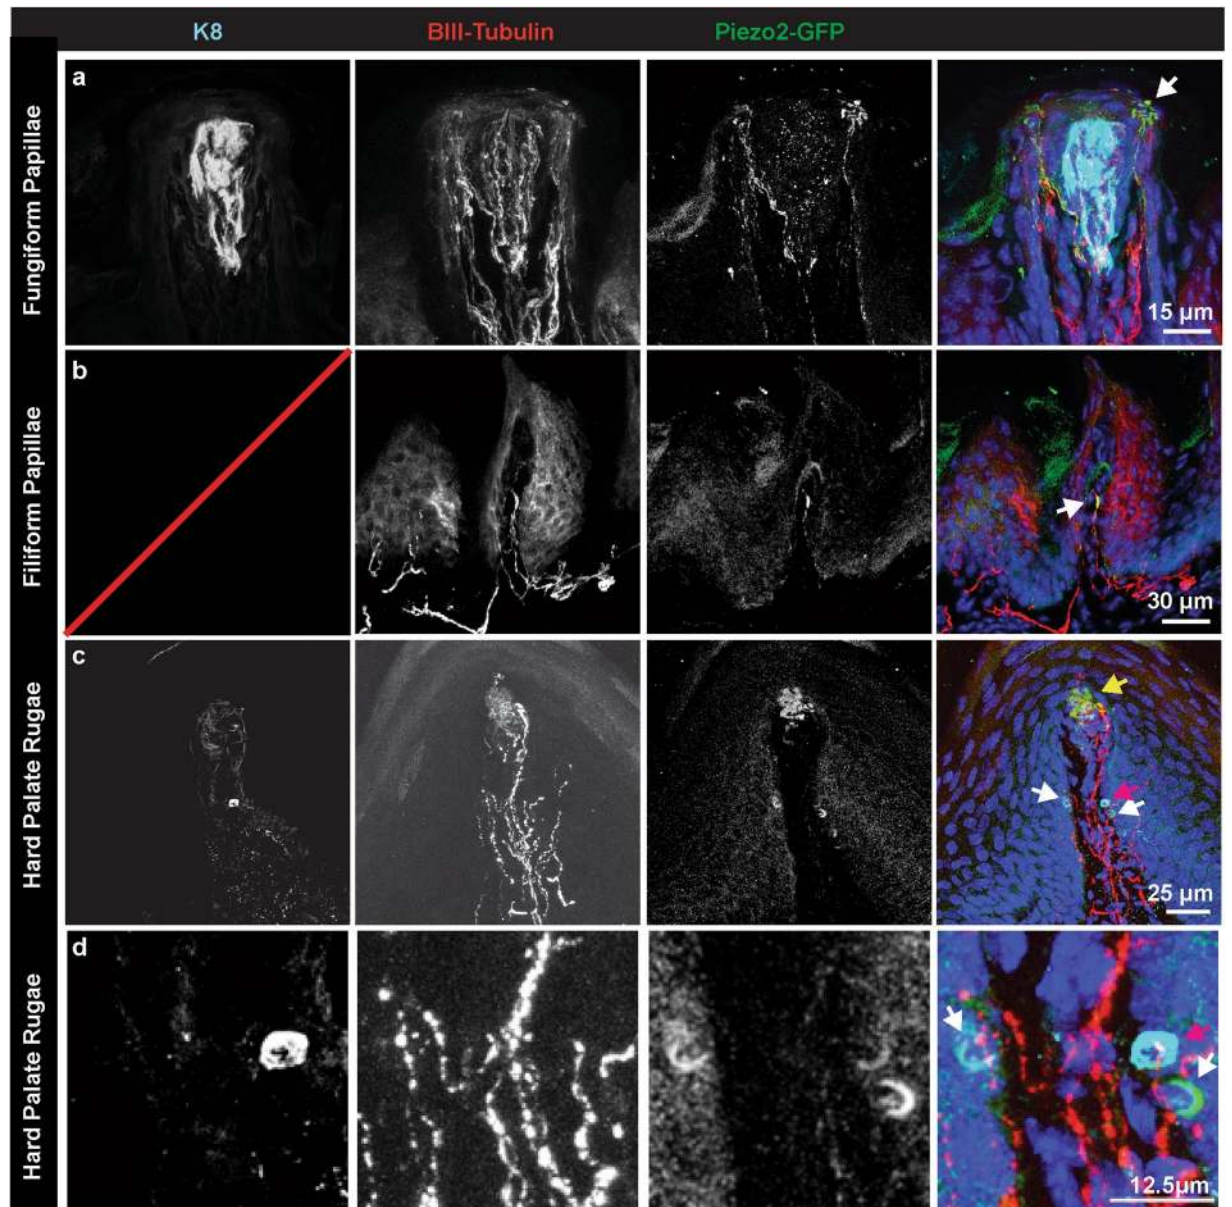 K8 BIII-Tubulin Piezo2-GFP
Fungiform Papillae
a
15 µm
Filiform Papillae
b
30 µm
Hard Palate Rugae
c
25 µm
Hard Palate Rugae
d
12.5µm